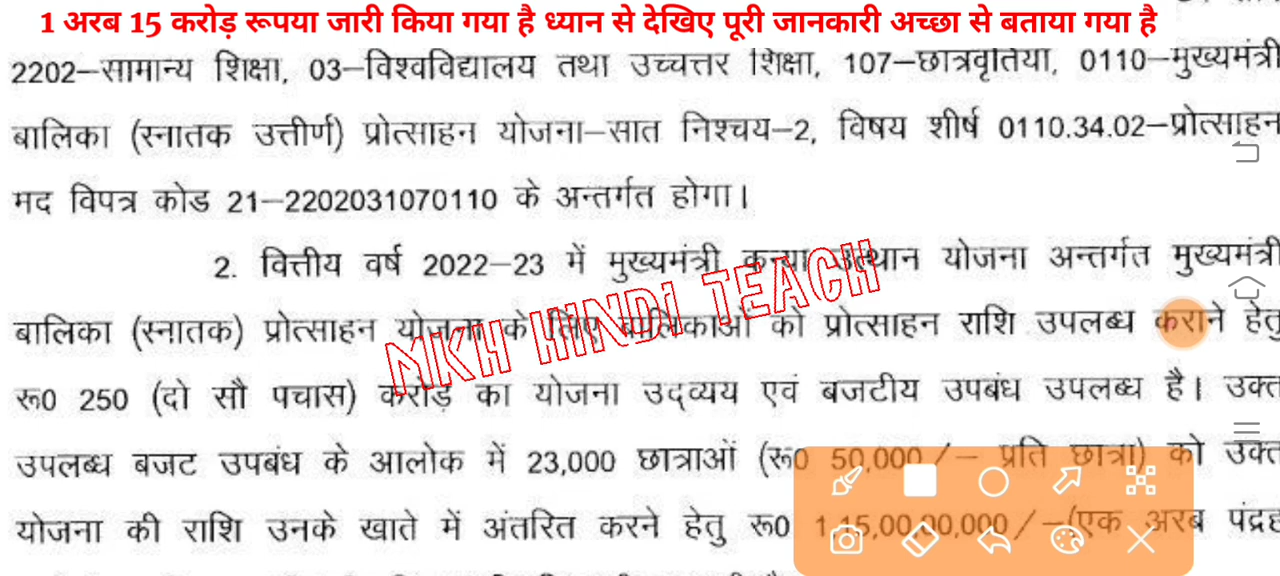 1 अरब 15 करोड़ रूपया जारी किया गया है ध्यान से देखिए पूरी जानकारी अच्छा से बताया गया है
2202–सामान्य शिक्षा, 03–विश्वविद्यालय तथा उच्चत्तर शिक्षा, 107–छात्रवृतिया, 0110–मुख्यमंत्री
बालिका (स्नातक उत्तीर्ण) प्रोत्साहन योजना–सात निश्चय–2, विषय शीर्ष 0110.34.02–प्रोत्साहन
मद विपत्र कोड 21–2202031070110 के अन्तर्गत होगा।
2. वित्तीय वर्ष 2022–23 में मुख्यमंत्री कन्या उत्थान योजना अन्तर्गत मुख्यमंत्री
बालिका (स्नातक) प्रोत्साहन योजना के लिए बालिकाओं को प्रोत्साहन राशि उपलब्ध कराने हेतु
MKH HINDI TEACH
रू0 250 (दो सौ पचास) करोड़ का योजना उद्व्यय एवं बजटीय उपबंध उपलब्ध है। उक्त
उपलब्ध बजट उपबंध के आलोक में 23,000 छात्राओं (रू0 50,000/– प्रति छात्रा) को उक्त
योजना की राशि उनके खाते में अंतरित करने हेतु रू0 1,15,00,00,000/–(एक अरब पंद्रह